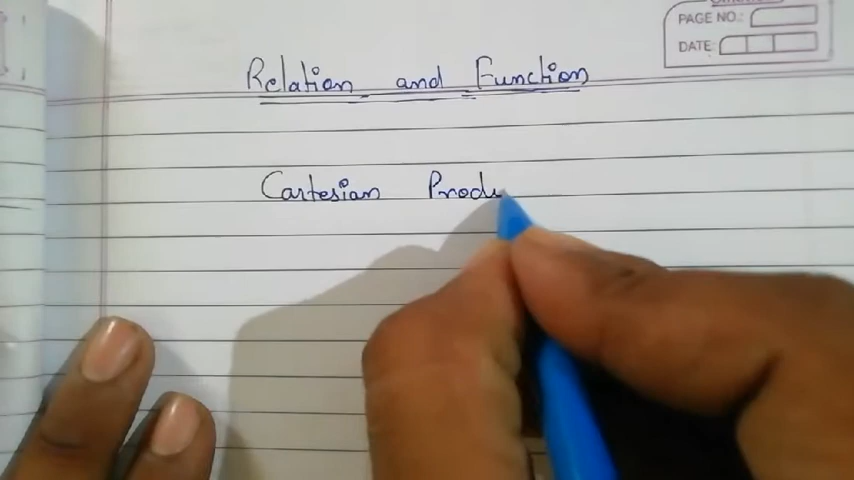 PAGE NO.:
DATE:
Relation and Function
Cartesian Produ